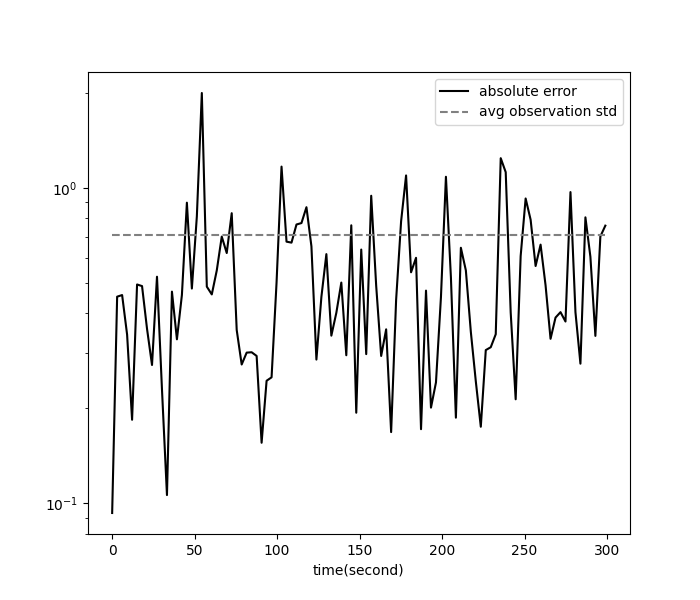 absolute error
avg observation std
10⁰
10⁻¹
0 50 100 150 200 250 300
time(second)